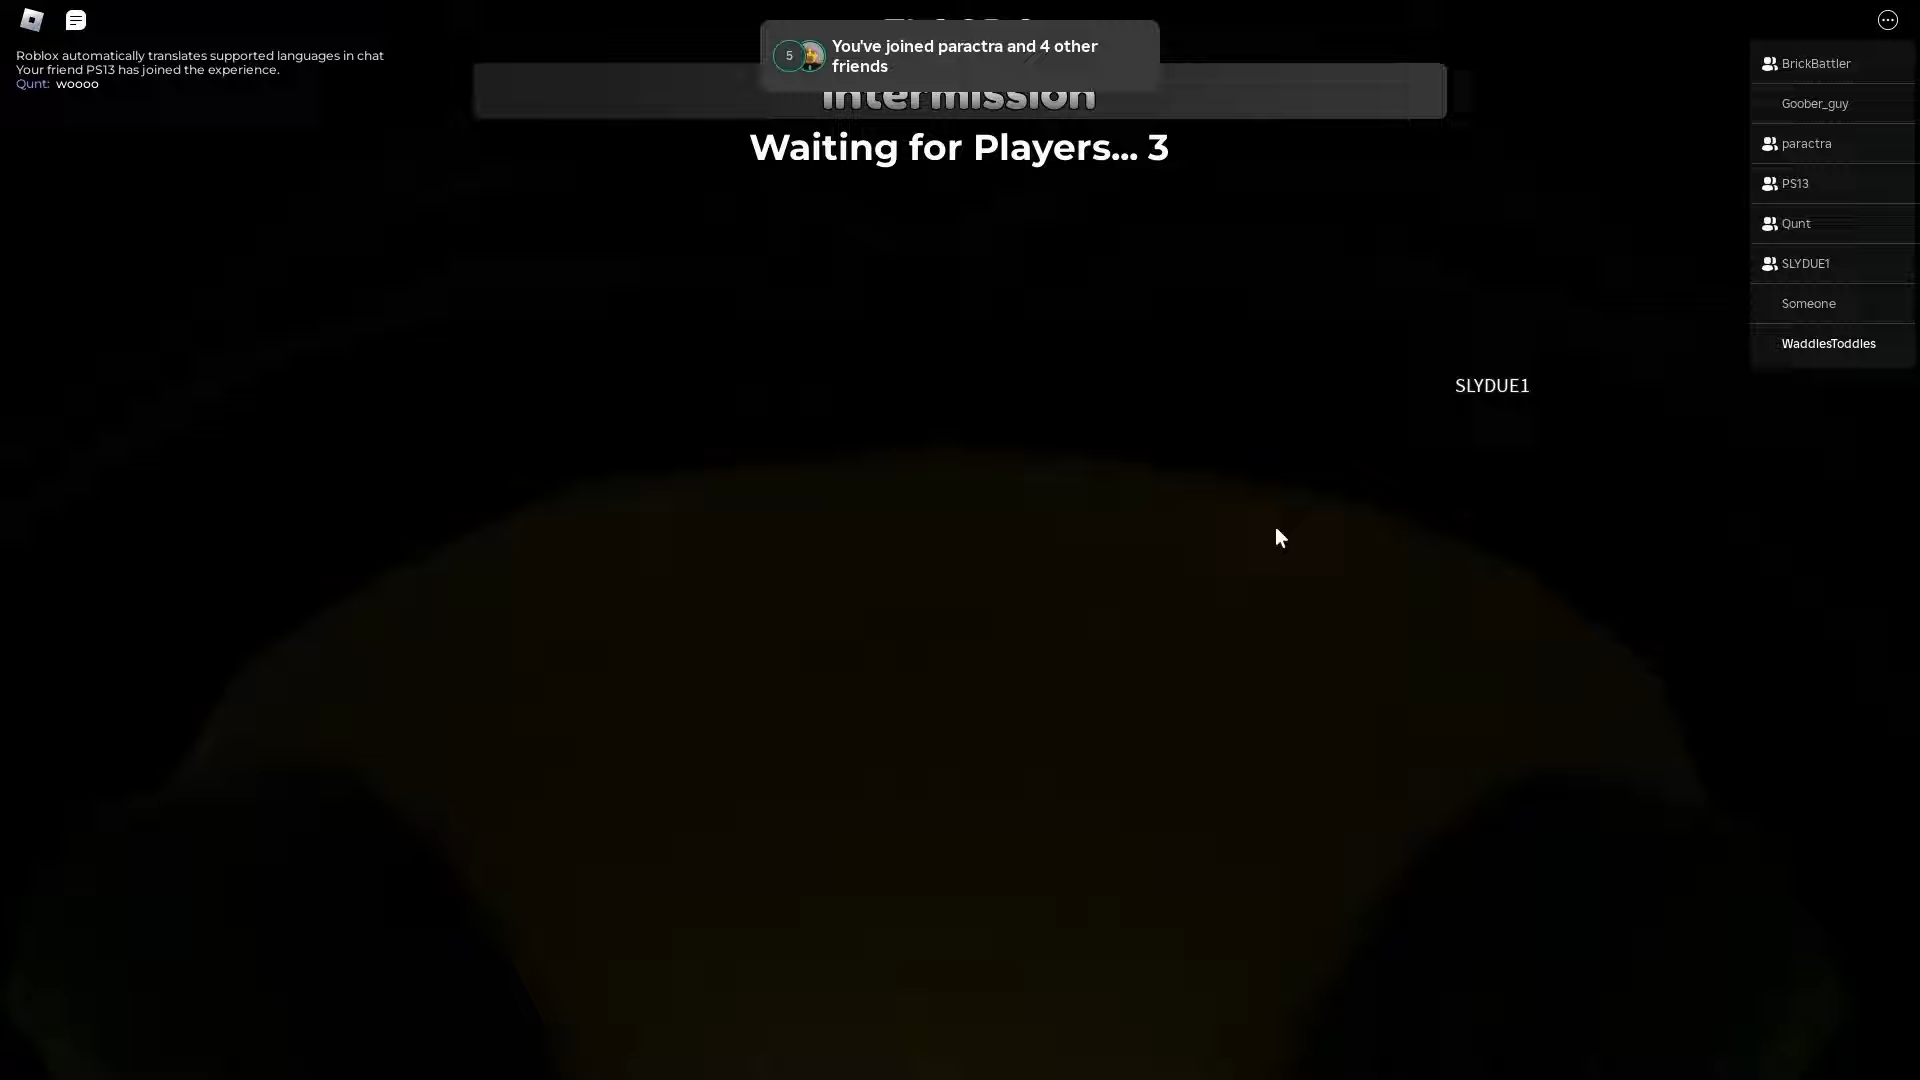 Roblox automatically translates supported languages in chat
Your friend PS13 has joined the experience.
Qunt: woooo
5
You've joined paractra and 4 other
friends
Intermission
Waiting for Players... 3
BrickBattler
Goober_guy
paractra
PS13
Qunt
SLYDUE1
Someone
WaddlesToddles
SLYDUE1